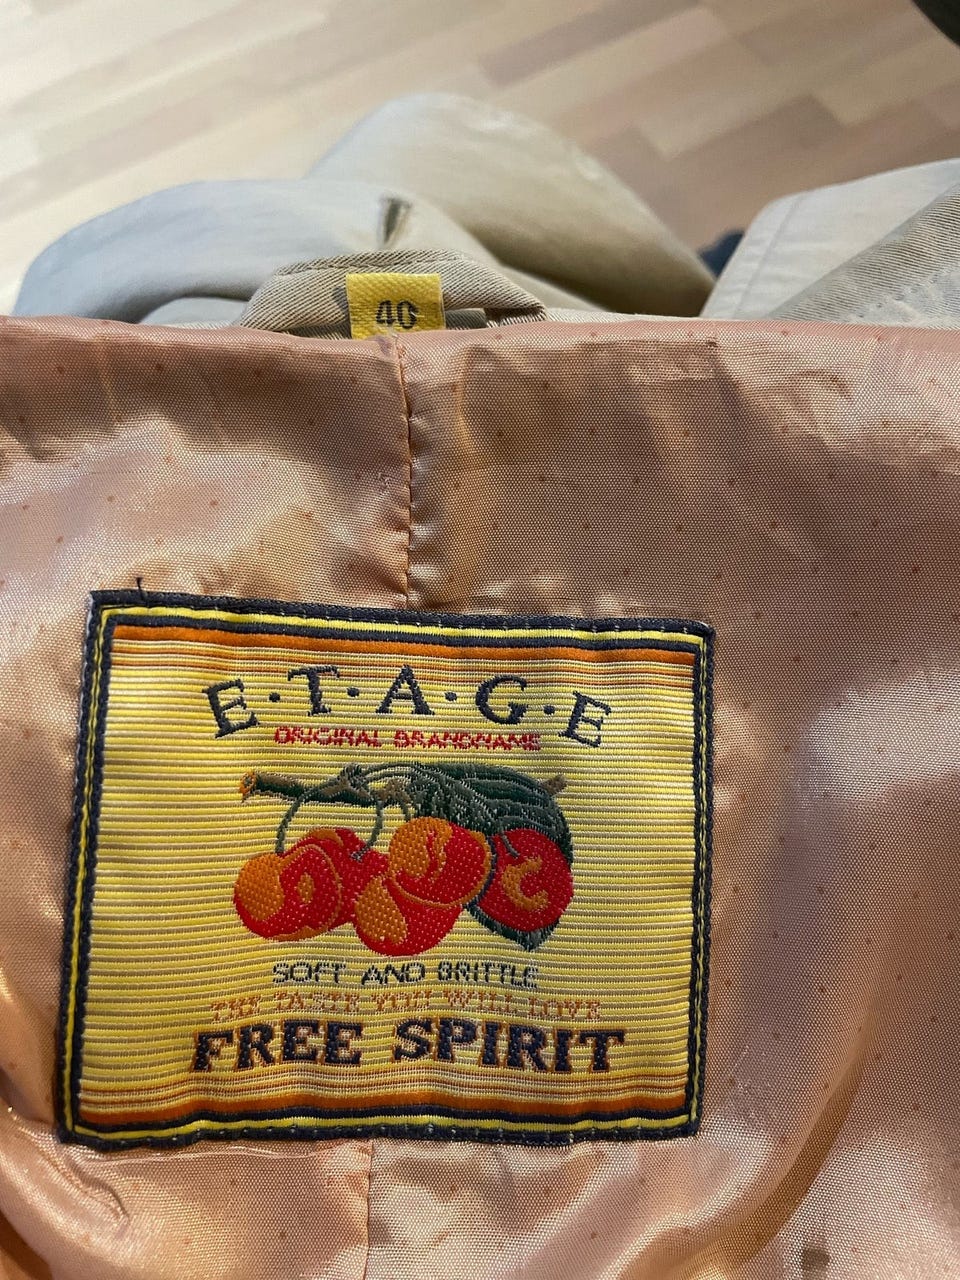 40
E·T·A·G·E
ORIGINAL BRANDNAME
SOFT AND BRITTLE
THE TASTE YOU WILL LOVE
FREE SPIRIT